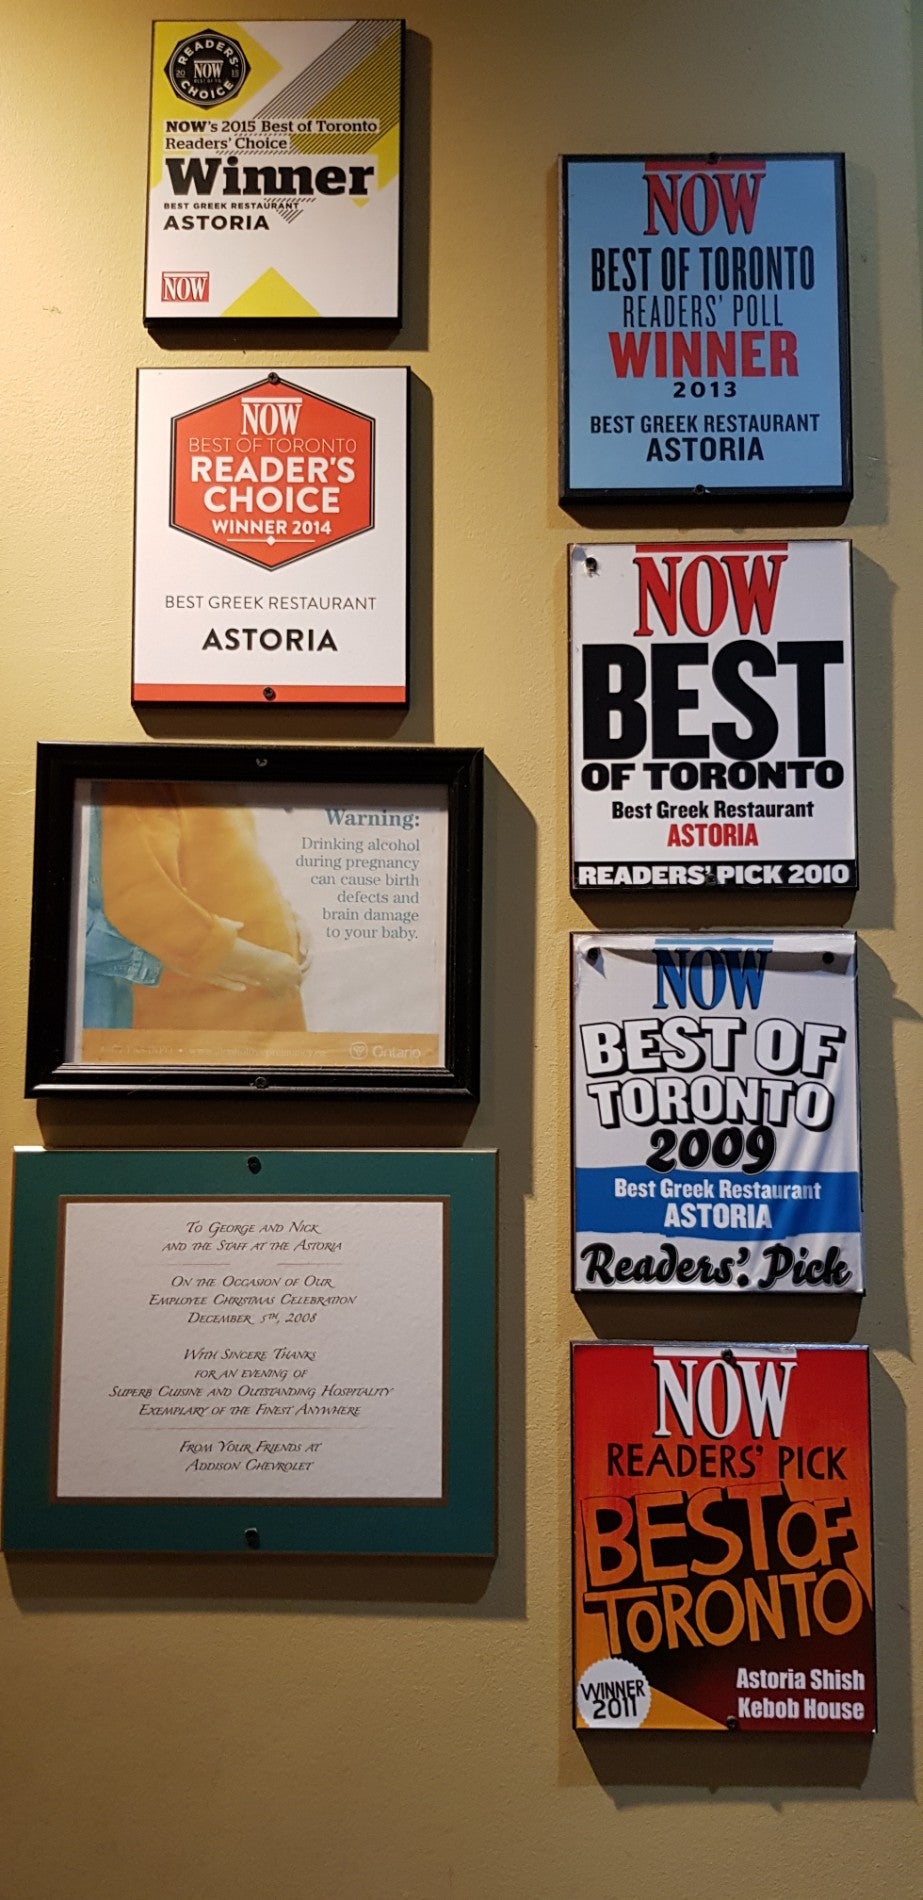 READERS'
20 NOW 15
BEST OF TO
CHOICE
NOW's 2015 Best of Toronto
Readers' Choice
Winner
BEST GREEK RESTAURANT
ASTORIA
NOW
NOW
BEST OF TORONTO
READER'S
CHOICE
WINNER 2014
BEST GREEK RESTAURANT
ASTORIA
Warning:
Drinking alcohol
during pregnancy
can cause birth
defects and
brain damage
to your baby.
Ontario
TO GEORGE AND NICK
AND THE STAFF AT THE ASTORIA
ON THE OCCASION OF OUR
EMPLOYEE CHRISTMAS CELEBRATION
DECEMBER 5TH, 2008
WITH SINCERE THANKS
FOR AN EVENING OF
SUPERB CUISINE AND OUTSTANDING HOSPITALITY
EXEMPLARY OF THE FINEST ANYWHERE
FROM YOUR FRIENDS AT
ADDISON CHEVROLET
NOW
BEST OF TORONTO
READERS' POLL
WINNER
2013
BEST GREEK RESTAURANT
ASTORIA
NOW
BEST
OF TORONTO
Best Greek Restaurant
ASTORIA
READERS' PICK 2010
NOW
BEST OF
TORONTO
2009
Best Greek Restaurant
ASTORIA
Readers' Pick
NOW
READERS' PICK
BEST OF
TORONTO
WINNER
2011
Astoria Shish
Kebob House